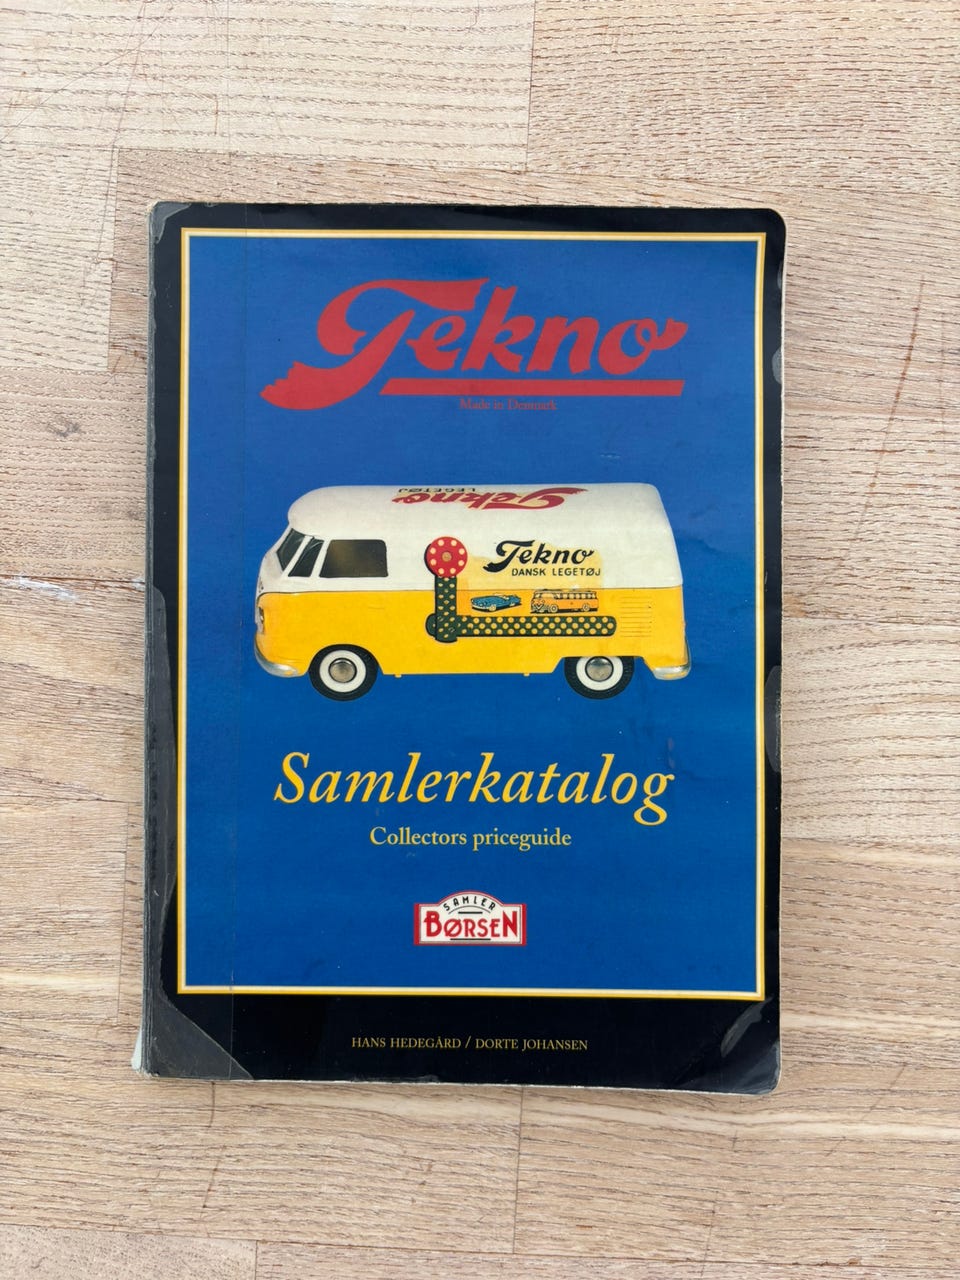 Tekno
Made in Denmark
Tekno
LEGETØJ
Tekno
DANSK LEGETØJ
Samlerkatalog
Collectors priceguide
SAMLER
BØRSEN
HANS HEDEGÅRD / DORTE JOHANSEN